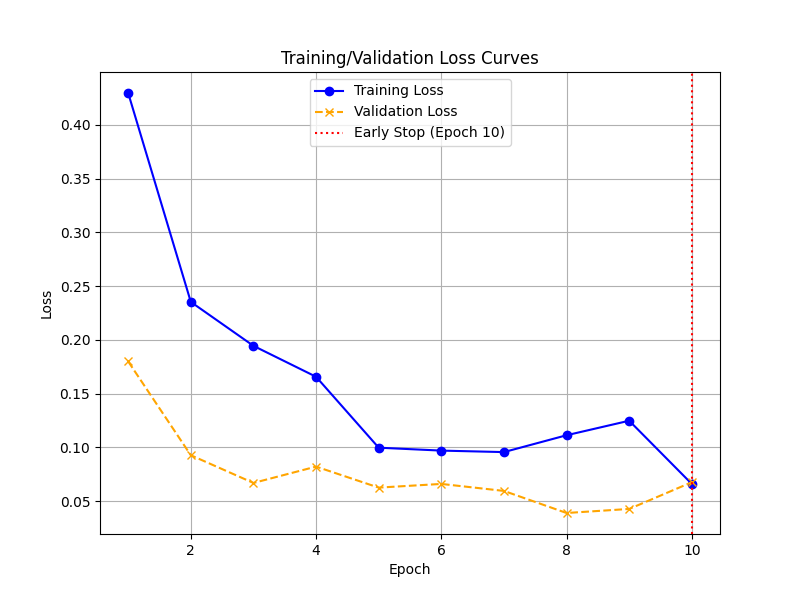 Training/Validation Loss Curves
Training Loss
Validation Loss
Early Stop (Epoch 10)
Loss
0.40
0.35
0.30
0.25
0.20
0.15
0.10
0.05
2 4 6 8 10
Epoch